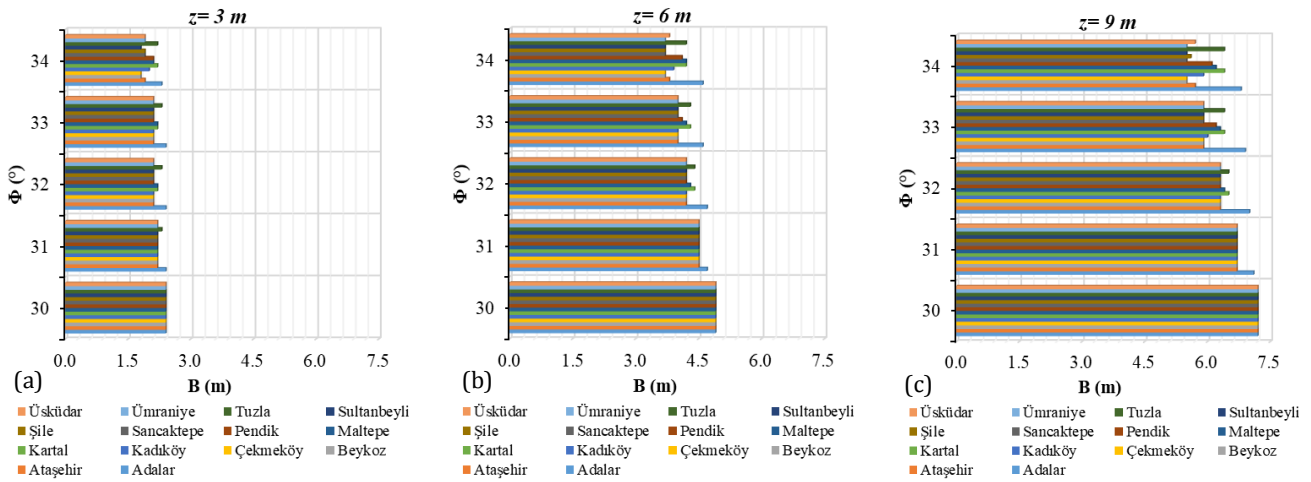 z= 3 m
Φ (°)
34
33
32
31
30
0.0 1.5 3.0 4.5 6.0 7.5
(a)
B (m)
Üsküdar Ümraniye Tuzla Sultanbeyli
Şile Sancaktepe Pendik Maltepe
Kartal Kadıköy Çekmeköy Beykoz
Ataşehir Adalar
z= 6 m
Φ (°)
34
33
32
31
30
0.0 1.5 3.0 4.5 6.0 7.5
(b)
B (m)
Üsküdar Ümraniye Tuzla Sultanbeyli
Şile Sancaktepe Pendik Maltepe
Kartal Kadıköy Çekmeköy Beykoz
Ataşehir Adalar
z= 9 m
Φ (°)
34
33
32
31
30
0.0 1.5 3.0 4.5 6.0 7.5
(c)
B (m)
Üsküdar Ümraniye Tuzla Sultanbeyli
Şile Sancaktepe Pendik Maltepe
Kartal Kadıköy Çekmeköy Beykoz
Ataşehir Adalar